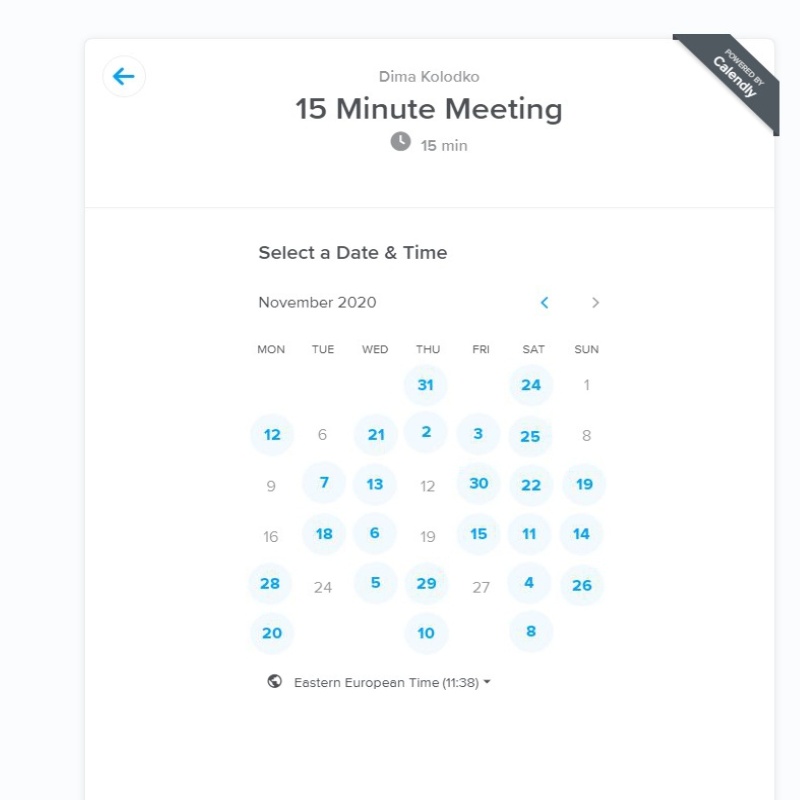 POWERED BY
Calendly
Dima Kolodko
15 Minute Meeting
15 min
Select a Date & Time
November 2020
MON TUE WED THU FRI SAT SUN
31 24 1
12 6 21 2 3 25 8
9 7 13 12 30 22 19
16 18 6 19 15 11 14
28 24 5 29 27 4 26
20 10 8
Eastern European Time (11:38)